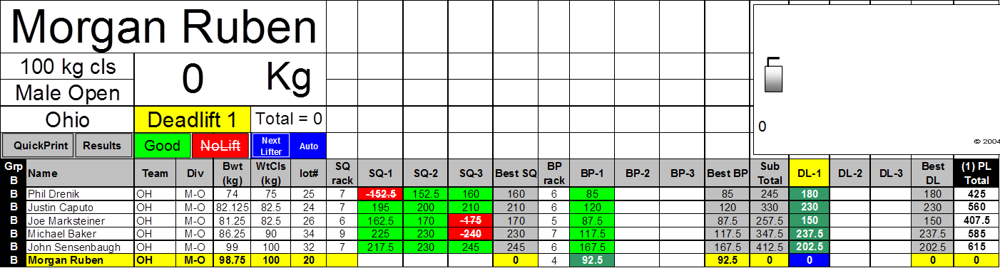 Morgan Ruben
100 kg cls
0 Kg
Male Open
Ohio Deadlift 1 Total = 0
0
QuickPrint Results Good NoLift Next Lifter Auto
© 2004
Grp B Name Team Div Bwt (kg) WtCls (kg) lot# SQ rack SQ-1 SQ-2 SQ-3 Best SQ BP rack BP-1 BP-2 BP-3 Best BP Sub Total DL-1 DL-2 DL-3 Best DL (1) PL Total
B Phil Drenik OH M-O 74 75 25 7 -152.5 152.5 160 160 6 85 85 245 180 180 425
B Justin Caputo OH M-O 82.125 82.5 24 7 195 200 210 210 6 120 120 330 230 230 560
B Joe Marksteiner OH M-O 81.25 82.5 26 6 162.5 170 -175 170 5 87.5 87.5 257.5 150 150 407.5
B Michael Baker OH M-O 86.25 90 34 9 225 230 -240 230 7 117.5 117.5 347.5 237.5 237.5 585
B John Sensenbaugh OH M-O 99 100 32 7 217.5 230 245 245 6 167.5 167.5 412.5 202.5 202.5 615
B Morgan Ruben OH M-O 98.75 100 20 0 4 92.5 92.5 0 0 0 0